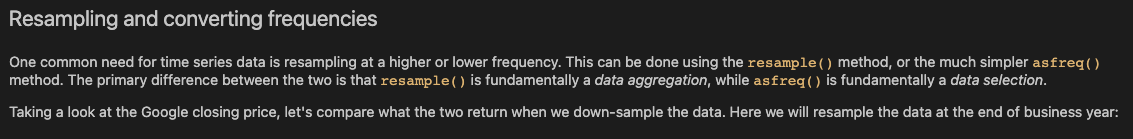 Resampling and converting frequencies
One common need for time series data is resampling at a higher or lower frequency. This can be done using the resample() method, or the much simpler asfreq()
method. The primary difference between the two is that resample() is fundamentally a data aggregation, while asfreq() is fundamentally a data selection.
Taking a look at the Google closing price, let's compare what the two return when we down-sample the data. Here we will resample the data at the end of business year: